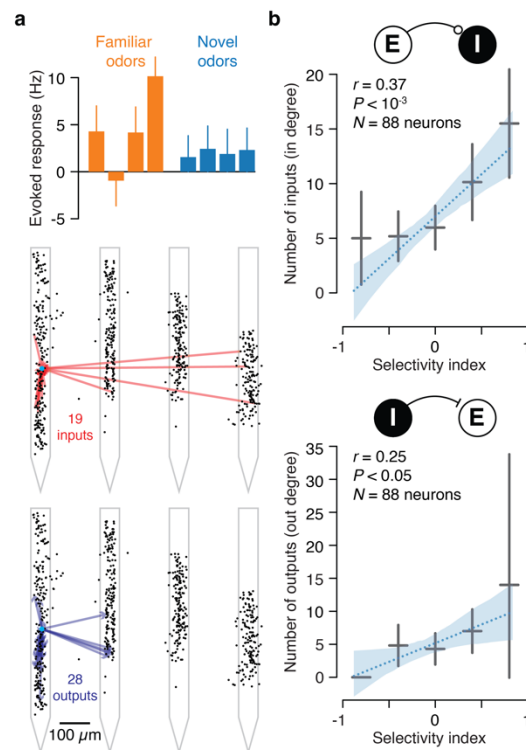 a
Familiar odors
Novel odors
Evoked response (Hz)
10
5
0
-5
19 inputs
28 outputs
100 µm
b
E
I
r = 0.37
P < 10-3
N = 88 neurons
Number of inputs (in degree)
20
15
10
5
0
-1
0
1
Selectivity index
I
E
r = 0.25
P < 0.05
N = 88 neurons
Number of outputs (out degree)
35
30
25
20
15
10
5
0
-1
0
1
Selectivity index